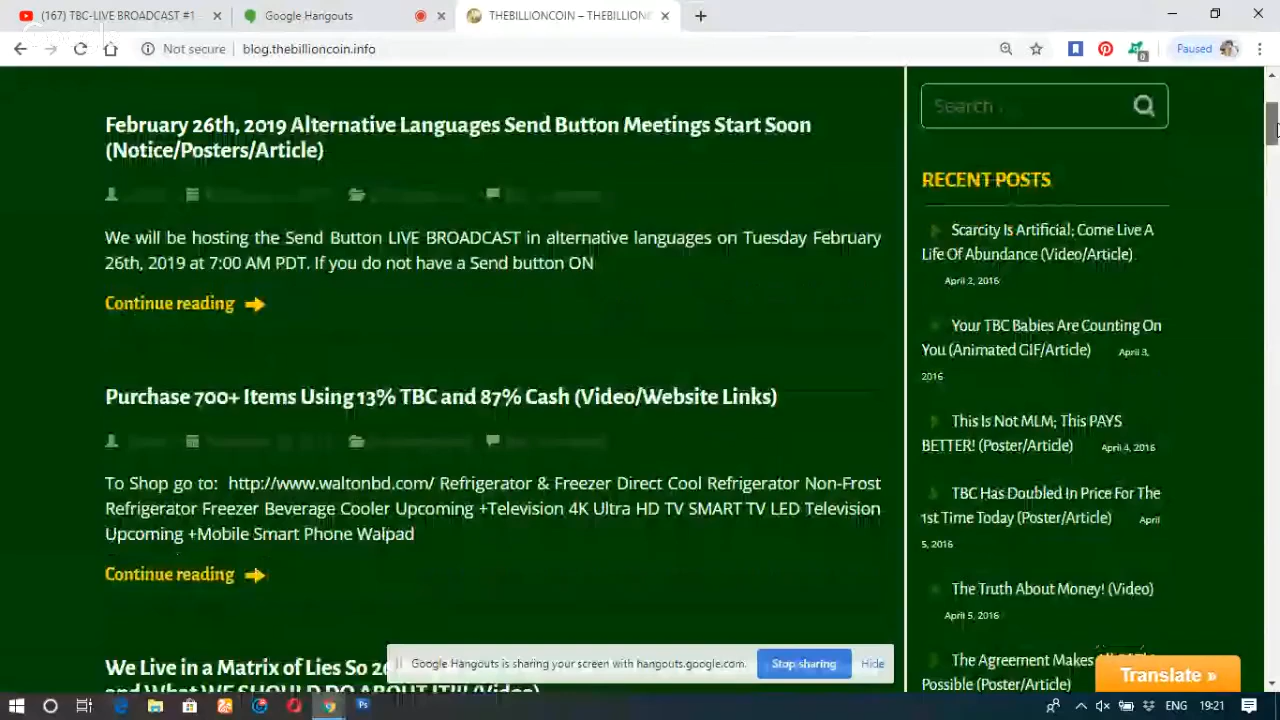 (167) TBC-LIVE BROADCAST #1
Google Hangouts
THEBILLIONCOIN – THEBILLIONC
Not secure
blog.thebillioncoin.info
Paused
0
February 26th, 2019 Alternative Languages Send Button Meetings Start Soon
(Notice/Posters/Article)
We will be hosting the Send Button LIVE BROADCAST in alternative languages on Tuesday February
26th, 2019 at 7:00 AM PDT. If you do not have a Send button ON
Continue reading
Purchase 700+ Items Using 13% TBC and 87% Cash (Video/Website Links)
To Shop go to: http://www.waltonbd.com/ Refrigerator & Freezer Direct Cool Refrigerator Non-Frost
Refrigerator Freezer Beverage Cooler Upcoming +Television 4K Ultra HD TV SMART TV LED Television
Upcoming +Mobile Smart Phone Walpad
Continue reading
We Live in a Matrix of Lies So
and What WE SHOULD DO ABOUT IT!!! (Video)
Search ..
RECENT POSTS
Scarcity Is Artificial; Come Live A
Life Of Abundance (Video/Article)
April 2, 2016
Your TBC Babies Are Counting On
You (Animated GIF/Article) April 3,
2016
This Is Not MLM; This PAYS
BETTER! (Poster/Article) April 4, 2016
TBC Has Doubled In Price For The
1st Time Today (Poster/Article) April
5, 2016
The Truth About Money! (Video)
April 5, 2016
The Agreement Makes
Possible (Poster/Article)
Translate »
Google Hangouts is sharing your screen with hangouts.google.com.
Stop sharing
Hide
ENG
19:21